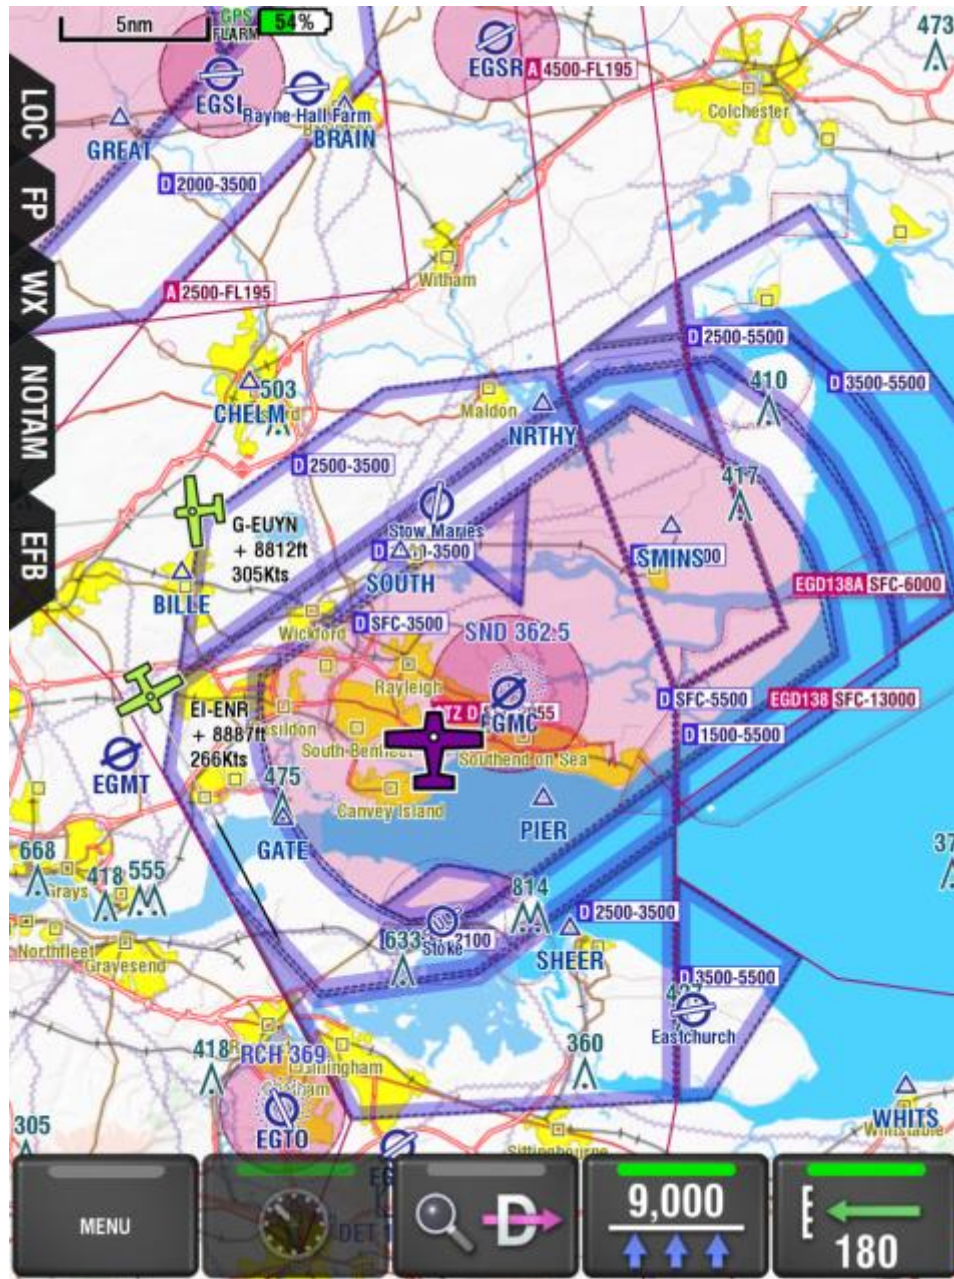 5nm
GPS
FLARM
54%
473
EGSR
A 4500-FL195
EGSI
Rayne Hall Farm
Colchester
GREAT
BRAIN
LOC
D 2000-3500
FP
Witham
WX
A 2500-FL195
D 2500-5500
D 3500-5500
503
410
CHELM
Maldon
NRTHY
NOTAM
D 2500-3500
417
G-EUYN
+ 8812ft
305Kts
Stow Maries
EFB
SMINS
SOUTH
BILLE
EGD138A SFC-6000
D SFC-3500
Wickford
SND 362.5
Rayleigh
D SFC-5500
EGD138 SFC-13000
EI-ENR
+ 8887ft
266Kts
EGMC
D 1500-5500
South Benfleet
Southend on Sea
EGMT
475
Canvey Island
PIER
GATE
668
418
555
Grays
814
D 2500-3500
Stoke
633
SHEER
Northfleet
Gravesend
D 3500-5500
Eastchurch
418
RCH 369
360
EGTO
WHITS
305
Sittingbourne
MENU
D
9,000
180